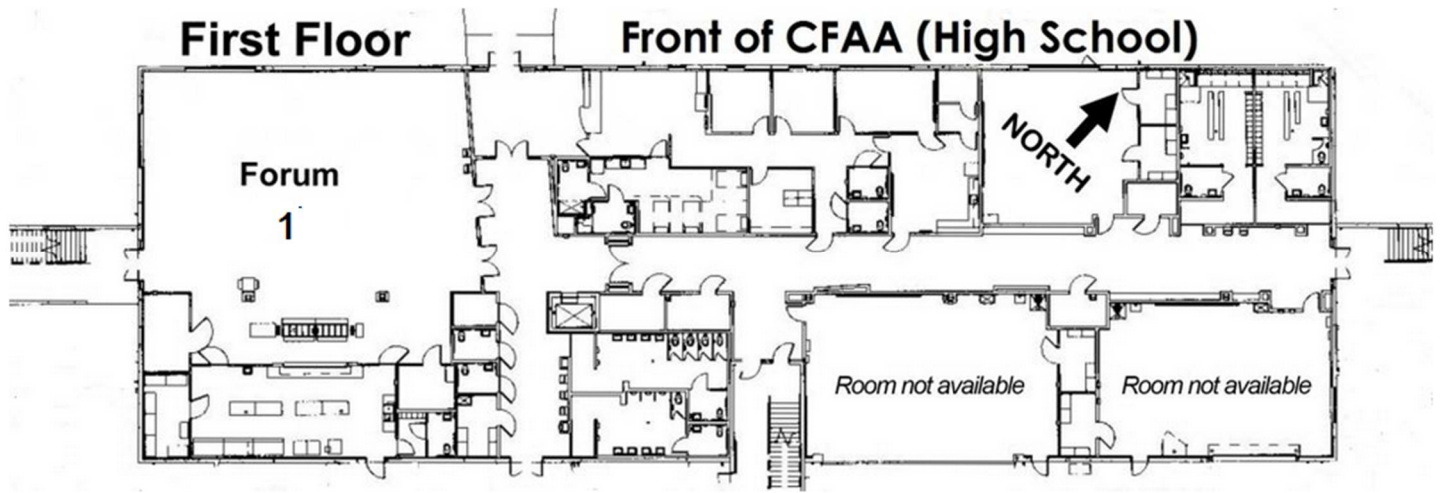 First Floor
Front of CFAA (High School)
Forum
1
NORTH
Room not available
Room not available